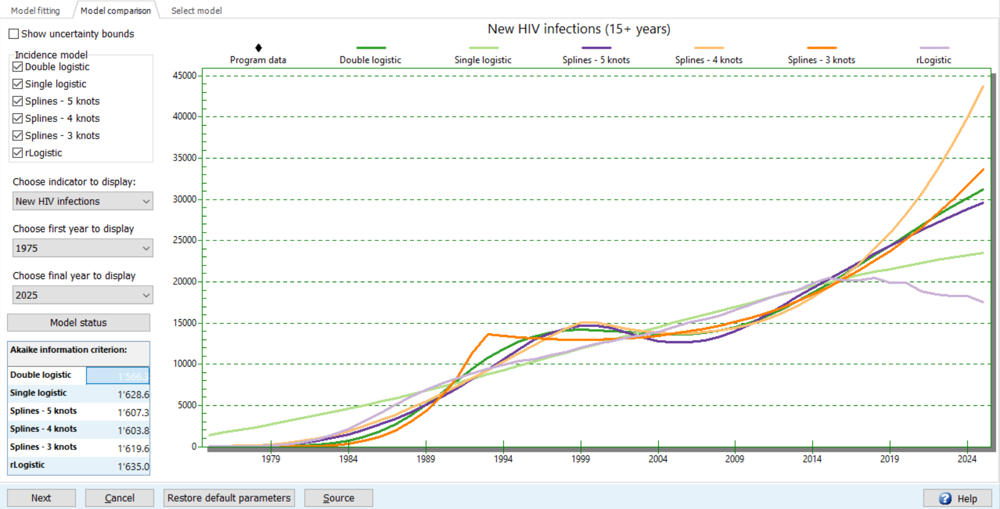 Model fitting
Model comparison
Select model
Show uncertainty bounds
Incidence model
Double logistic
Single logistic
Splines - 5 knots
Splines - 4 knots
Splines - 3 knots
rLogistic
Choose indicator to display:
New HIV infections
Choose first year to display
1975
Choose final year to display
2025
Model status
Akaike information criterion:
Double logistic 1'566.3
Single logistic 1'628.6
Splines - 5 knots 1'607.3
Splines - 4 knots 1'603.8
Splines - 3 knots 1'619.6
rLogistic 1'635.0
New HIV infections (15+ years)
Program data
Double logistic
Single logistic
Splines - 5 knots
Splines - 4 knots
Splines - 3 knots
rLogistic
45000
40000
35000
30000
25000
20000
15000
10000
5000
0
1979
1984
1989
1994
1999
2004
2009
2014
2019
2024
Next
Cancel
Restore default parameters
Source
? Help